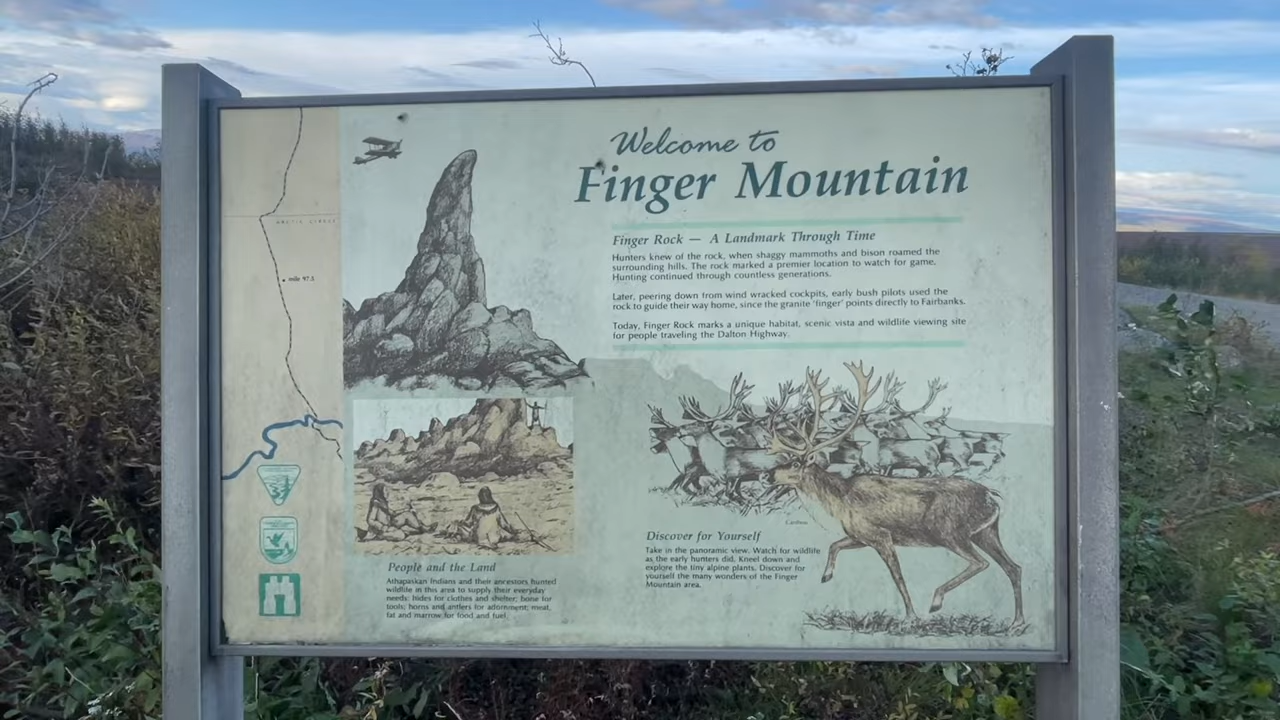 Welcome to
Finger Mountain
Finger Rock — A Landmark Through Time
Hunters knew of the rock, when shaggy mammoths and bison roamed the
surrounding hills. The rock marked a premier location to watch for game.
Hunting continued through countless generations.
Later, peering down from wind wracked cockpits, early bush pilots used the
rock to guide their way home, since the granite 'finger' points directly to Fairbanks.
Today, Finger Rock marks a unique habitat, scenic vista and wildlife viewing site
for people traveling the Dalton Highway.
ARCTIC CIRCLE
mile 97.5
Caribou
People and the Land
Athapaskan Indians and their ancestors hunted
wildlife in this area to supply their everyday
needs: hides for clothes and shelter; bone for
tools; horns and antlers for adornment; meat,
fat and marrow for food and fuel.
Discover for Yourself
Take in the panoramic view. Watch for wildlife
as the early hunters did. Kneel down and
explore the tiny alpine plants. Discover for
yourself the many wonders of the Finger
Mountain area.